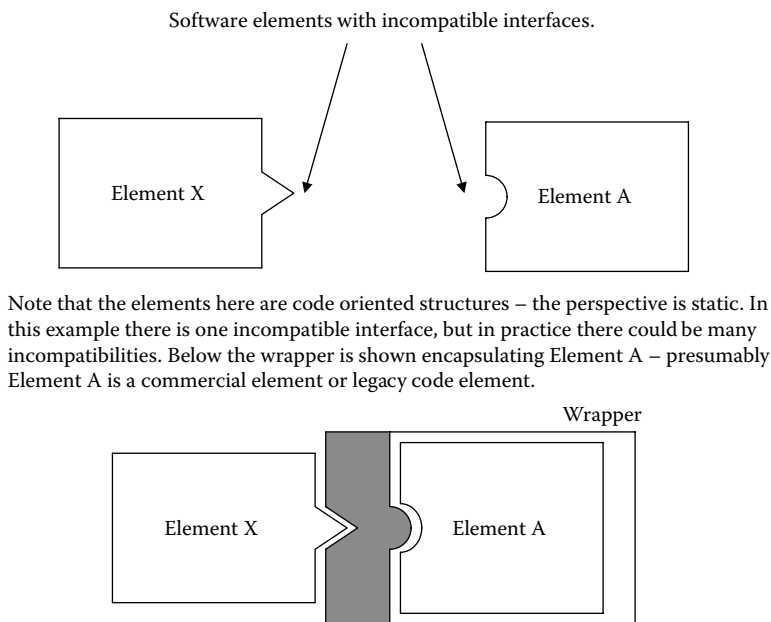 Software elements with incompatible interfaces.
Element X
Element A
Note that the elements here are code oriented structures – the perspective is static. In
this example there is one incompatible interface, but in practice there could be many
incompatibilities. Below the wrapper is shown encapsulating Element A – presumably
Element A is a commercial element or legacy code element.
Wrapper
Element X
Element A